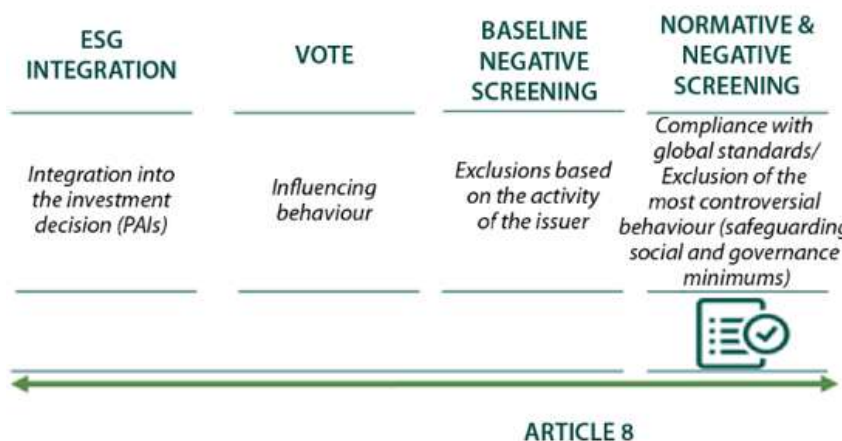 ESG
INTEGRATION
VOTE
BASELINE
NEGATIVE
SCREENING
NORMATIVE &
NEGATIVE
SCREENING
Integration into
the investment
decision (PAIs)
Influencing
behaviour
Exclusions based
on the activity
of the issuer
Compliance with
global standards/
Exclusion of the
most controversial
behaviour (safeguarding
social and governance
minimums)
ARTICLE 8